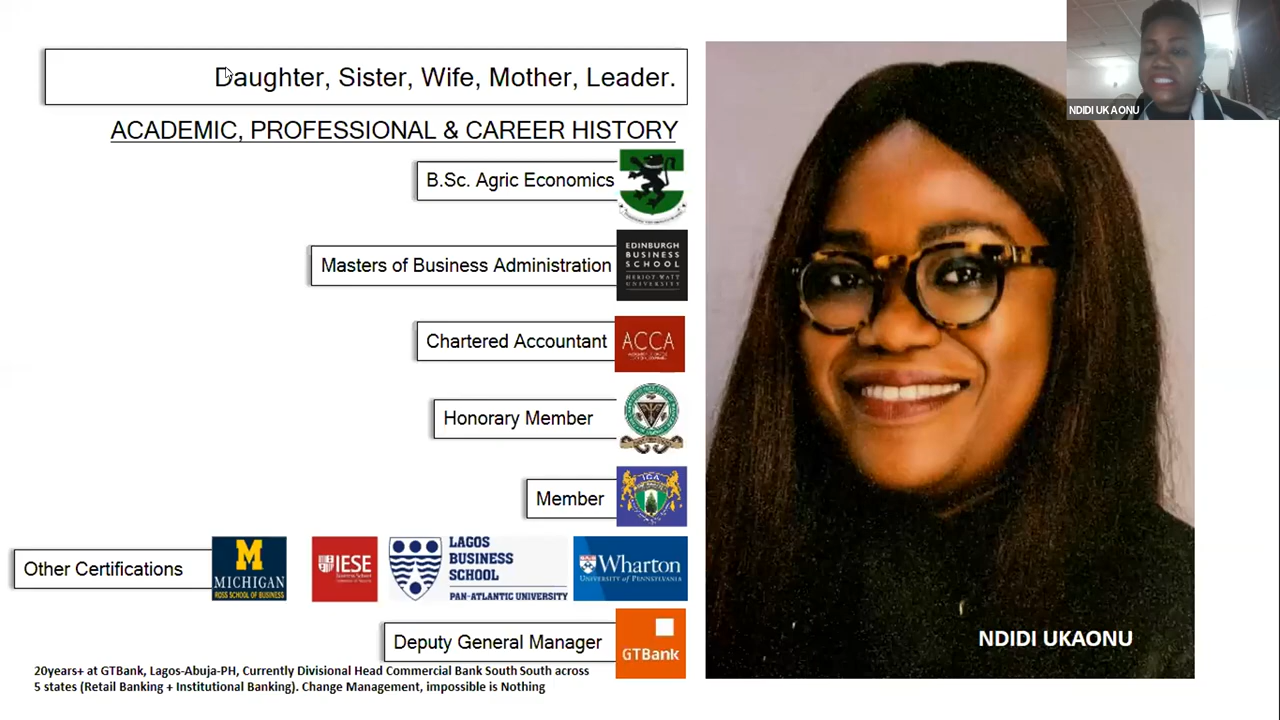 Daughter, Sister, Wife, Mother, Leader.
NDIDI UKAONU
ACADEMIC, PROFESSIONAL & CAREER HISTORY
B.Sc. Agric Economics
Masters of Business Administration
EDINBURGH
BUSINESS
SCHOOL
HERIOT-WATT
UNIVERSITY
Chartered Accountant
ACCA
Honorary Member
Member
Other Certifications
M
MICHIGAN
ROSS SCHOOL OF BUSINESS
IESE
Business School
LAGOS
BUSINESS
SCHOOL
PAN-ATLANTIC UNIVERSITY
Wharton
UNIVERSITY OF PENNSYLVANIA
Deputy General Manager
GTBank
20years+ at GTBank, Lagos-Abuja-PH, Currently Divisional Head Commercial Bank South South across
5 states (Retail Banking + Institutional Banking). Change Management, impossible is Nothing
NDIDI UKAONU